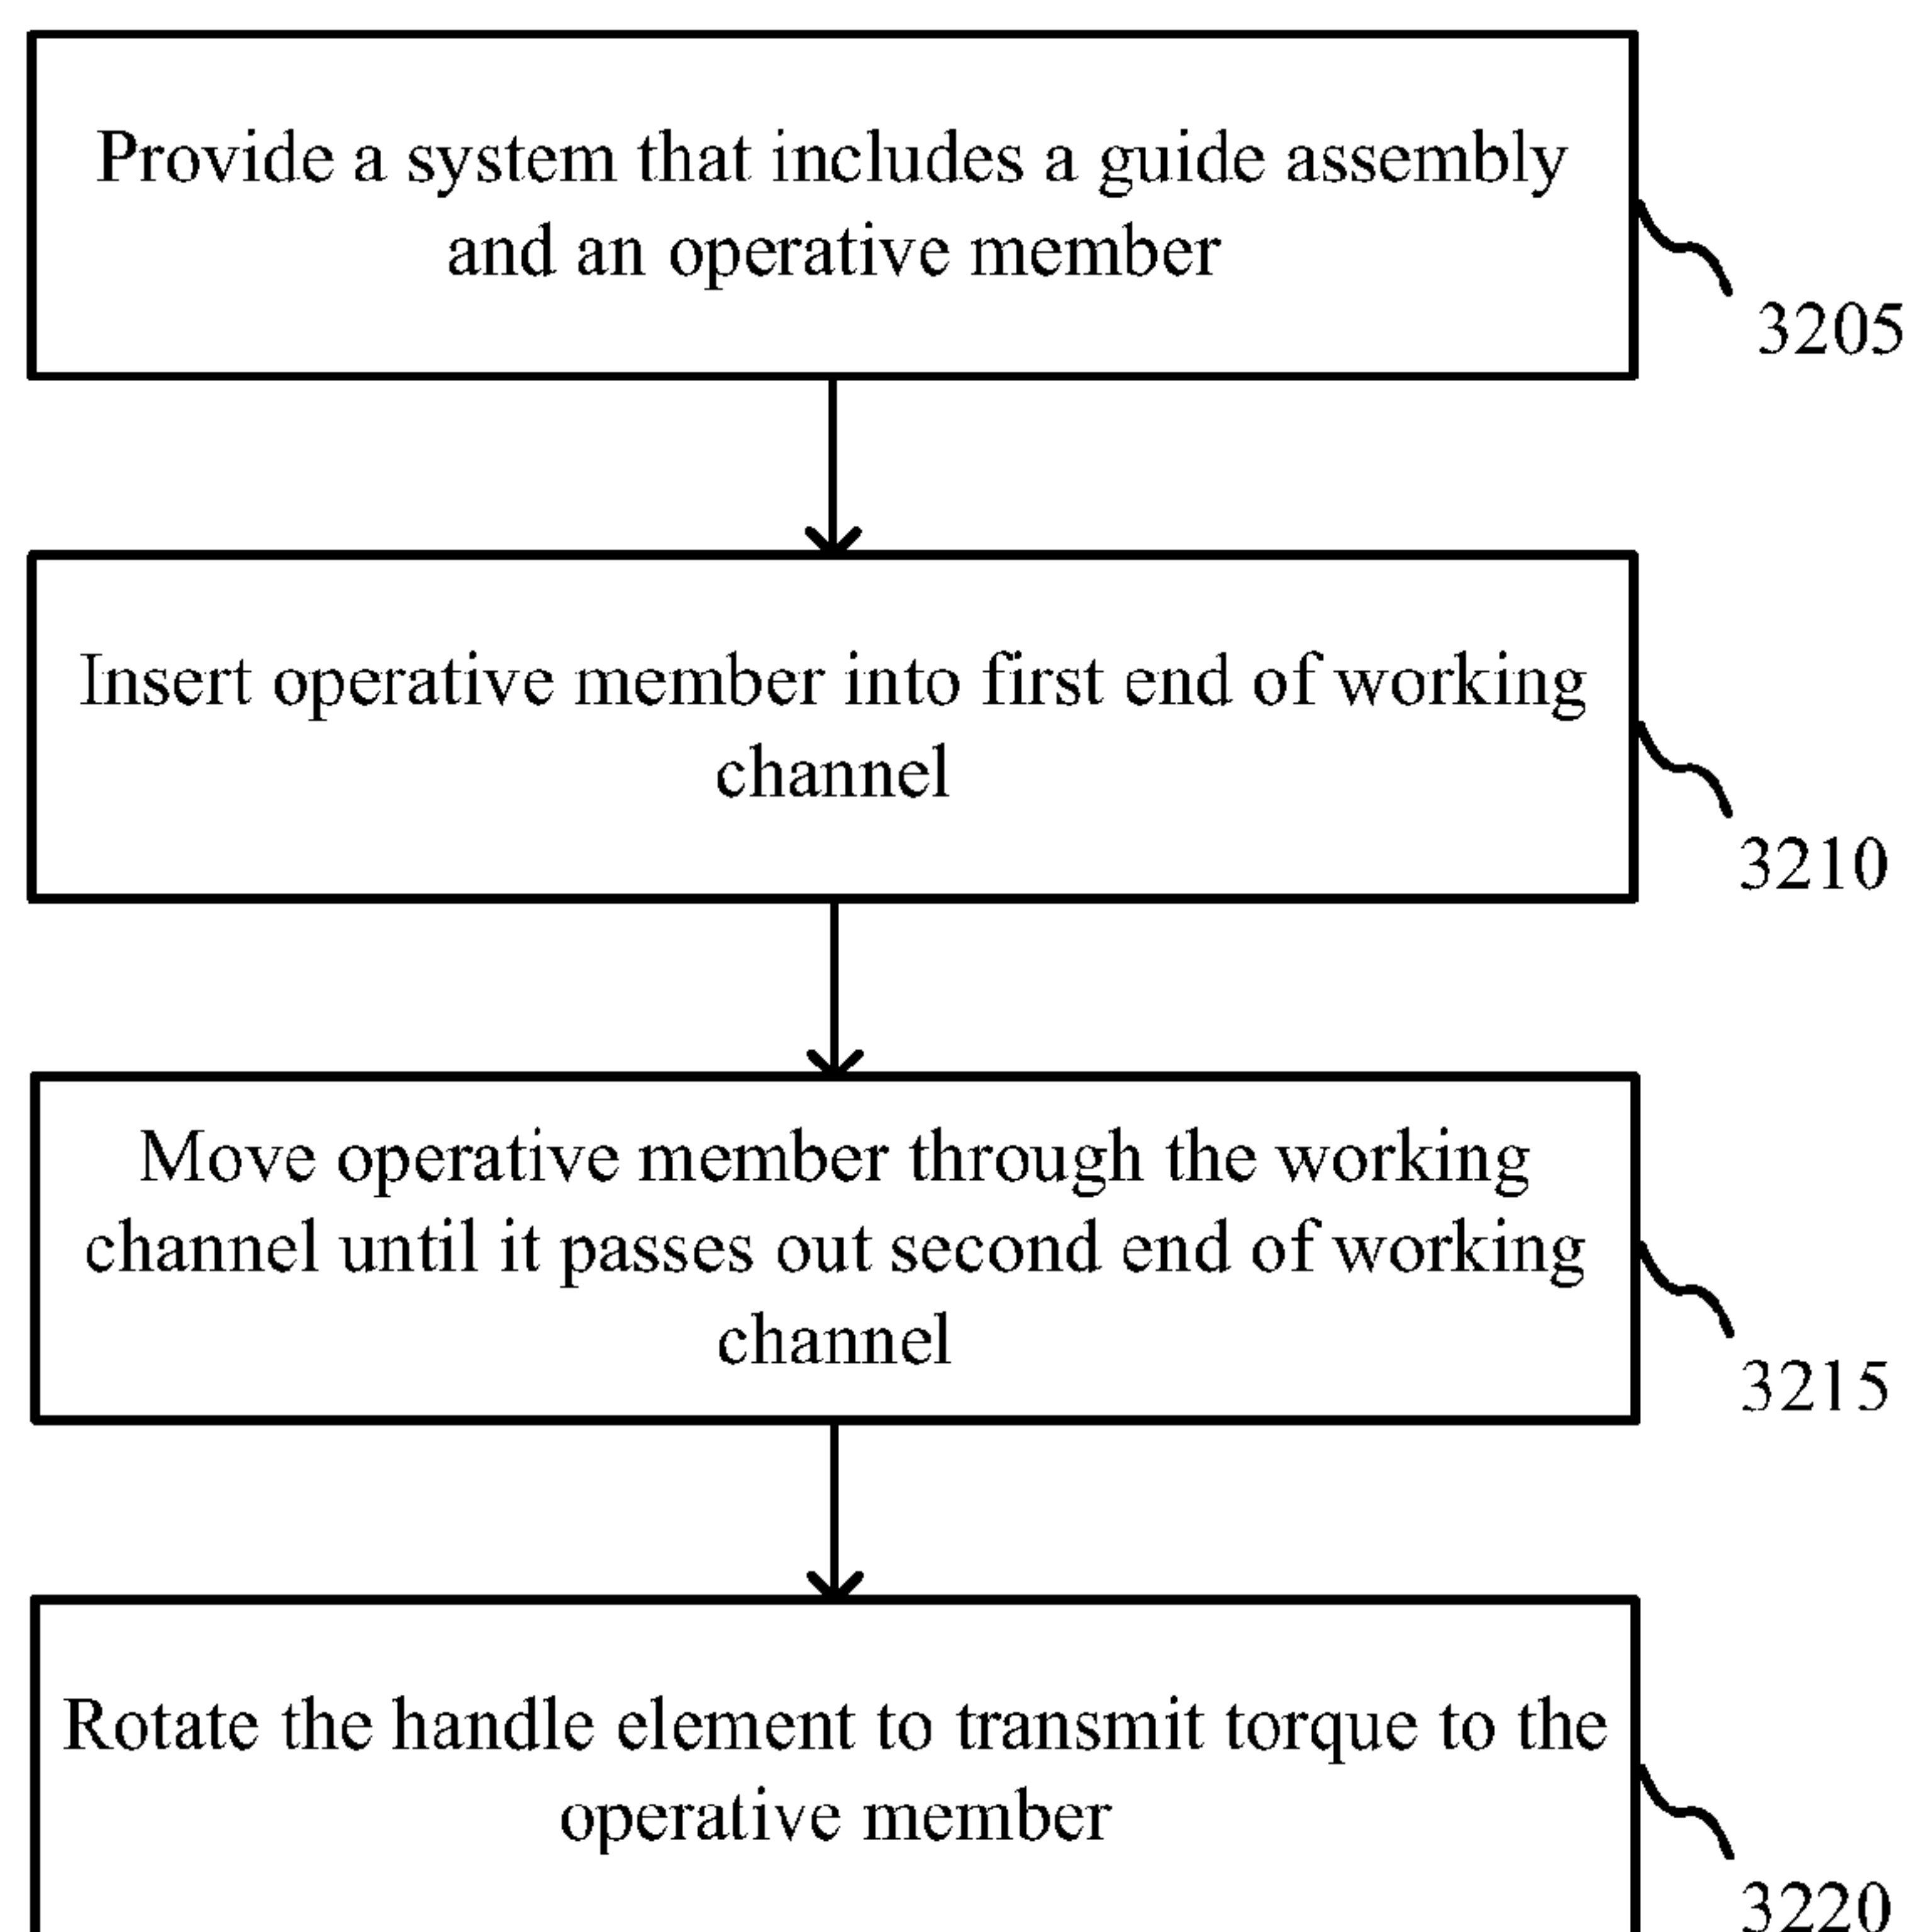 Provide a system that includes a guide assembly
and an operative member
3205
Insert operative member into first end of working
channel
3210
Move operative member through the working
channel until it passes out second end of working
channel
3215
Rotate the handle element to transmit torque to the
operative member
3220